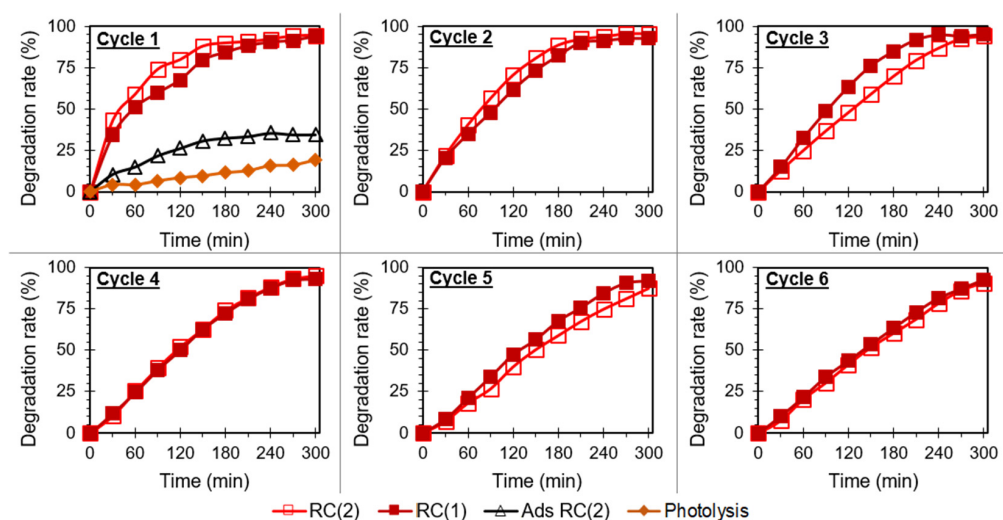 Cycle 1
Degradation rate (%)
100
75
50
25
0
0 60 120 180 240 300
Time (min)
Cycle 2
Degradation rate (%)
100
75
50
25
0
0 60 120 180 240 300
Time (min)
Cycle 3
Degradation rate (%)
100
75
50
25
0
0 60 120 180 240 300
Time (min)
Cycle 4
Degradation rate (%)
100
75
50
25
0
0 60 120 180 240 300
Time (min)
Cycle 5
Degradation rate (%)
100
75
50
25
0
0 60 120 180 240 300
Time (min)
Cycle 6
Degradation rate (%)
100
75
50
25
0
0 60 120 180 240 300
Time (min)
RC(2) RC(1) Ads RC(2) Photolysis